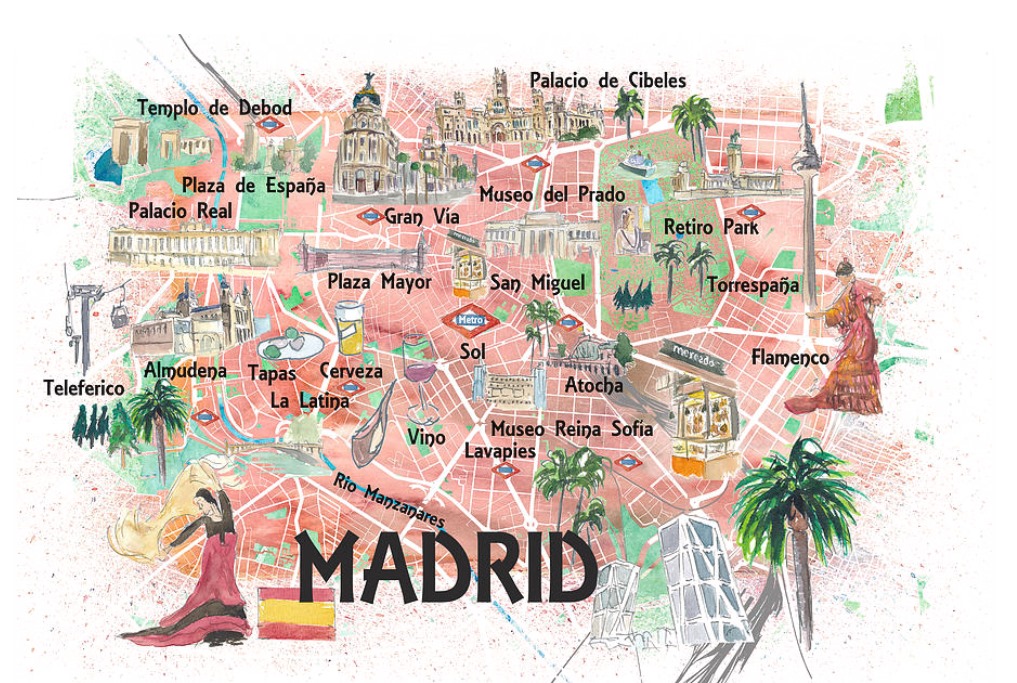 Palacio de Cibeles
Templo de Debod
Plaza de España
Museo del Prado
Palacio Real
Gran Via
Retiro Park
mercado
Plaza Mayor
San Miguel
Torrespaña
Metro
Sol
mercado
Flamenco
Almudena
Tapas
Cerveza
Teleferico
Atocha
La Latina
Vino
Museo Reina Sofía
Lavapies
Rio Manzanares
MADRID